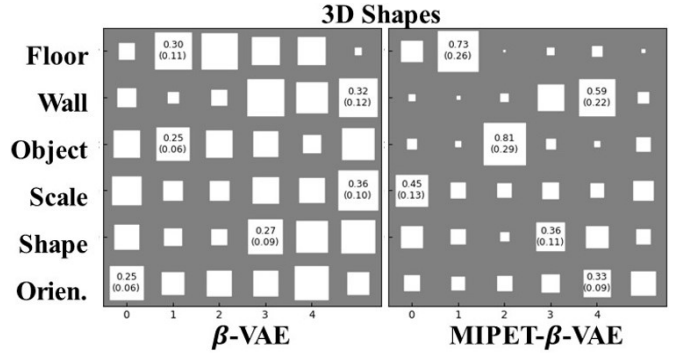 3D Shapes
Floor
0.30
(0.11)
0.73
(0.26)
Wall
0.32
(0.12)
0.59
(0.22)
Object
0.25
(0.06)
0.81
(0.29)
Scale
0.36
(0.10)
0.45
(0.13)
Shape
0.27
(0.09)
0.36
(0.11)
Orien.
0.25
(0.06)
0.33
(0.09)
0 1 2 3 4
0 1 2 3 4
β-VAE
MIPET-β-VAE